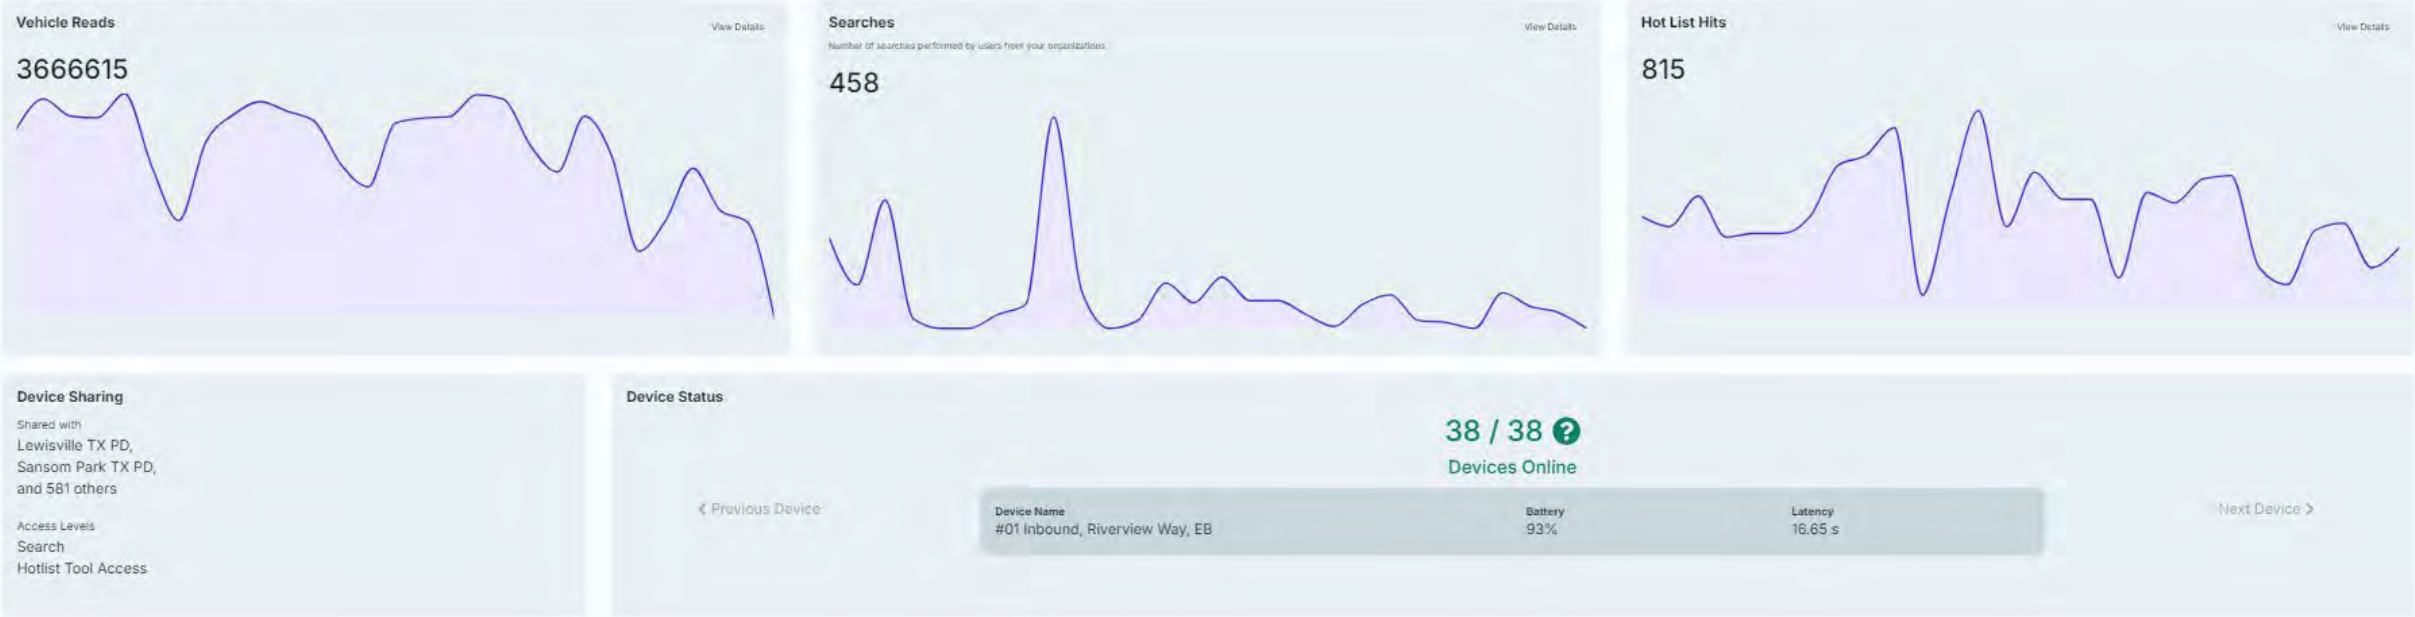 Vehicle Reads
View Details
3666615
Searches
View Details
Number of searches performed by users from your organizations.
458
Hot List Hits
View Details
815
Device Sharing
Shared with
Lewisville TX PD,
Sansom Park TX PD,
and 581 others
Access Levels
Search
Hotlist Tool Access
Device Status
38 / 38 ?
Devices Online
< Previous Device
Device Name
#01 Inbound, Riverview Way, EB
Battery
93%
Latency
16.65 s
Next Device >